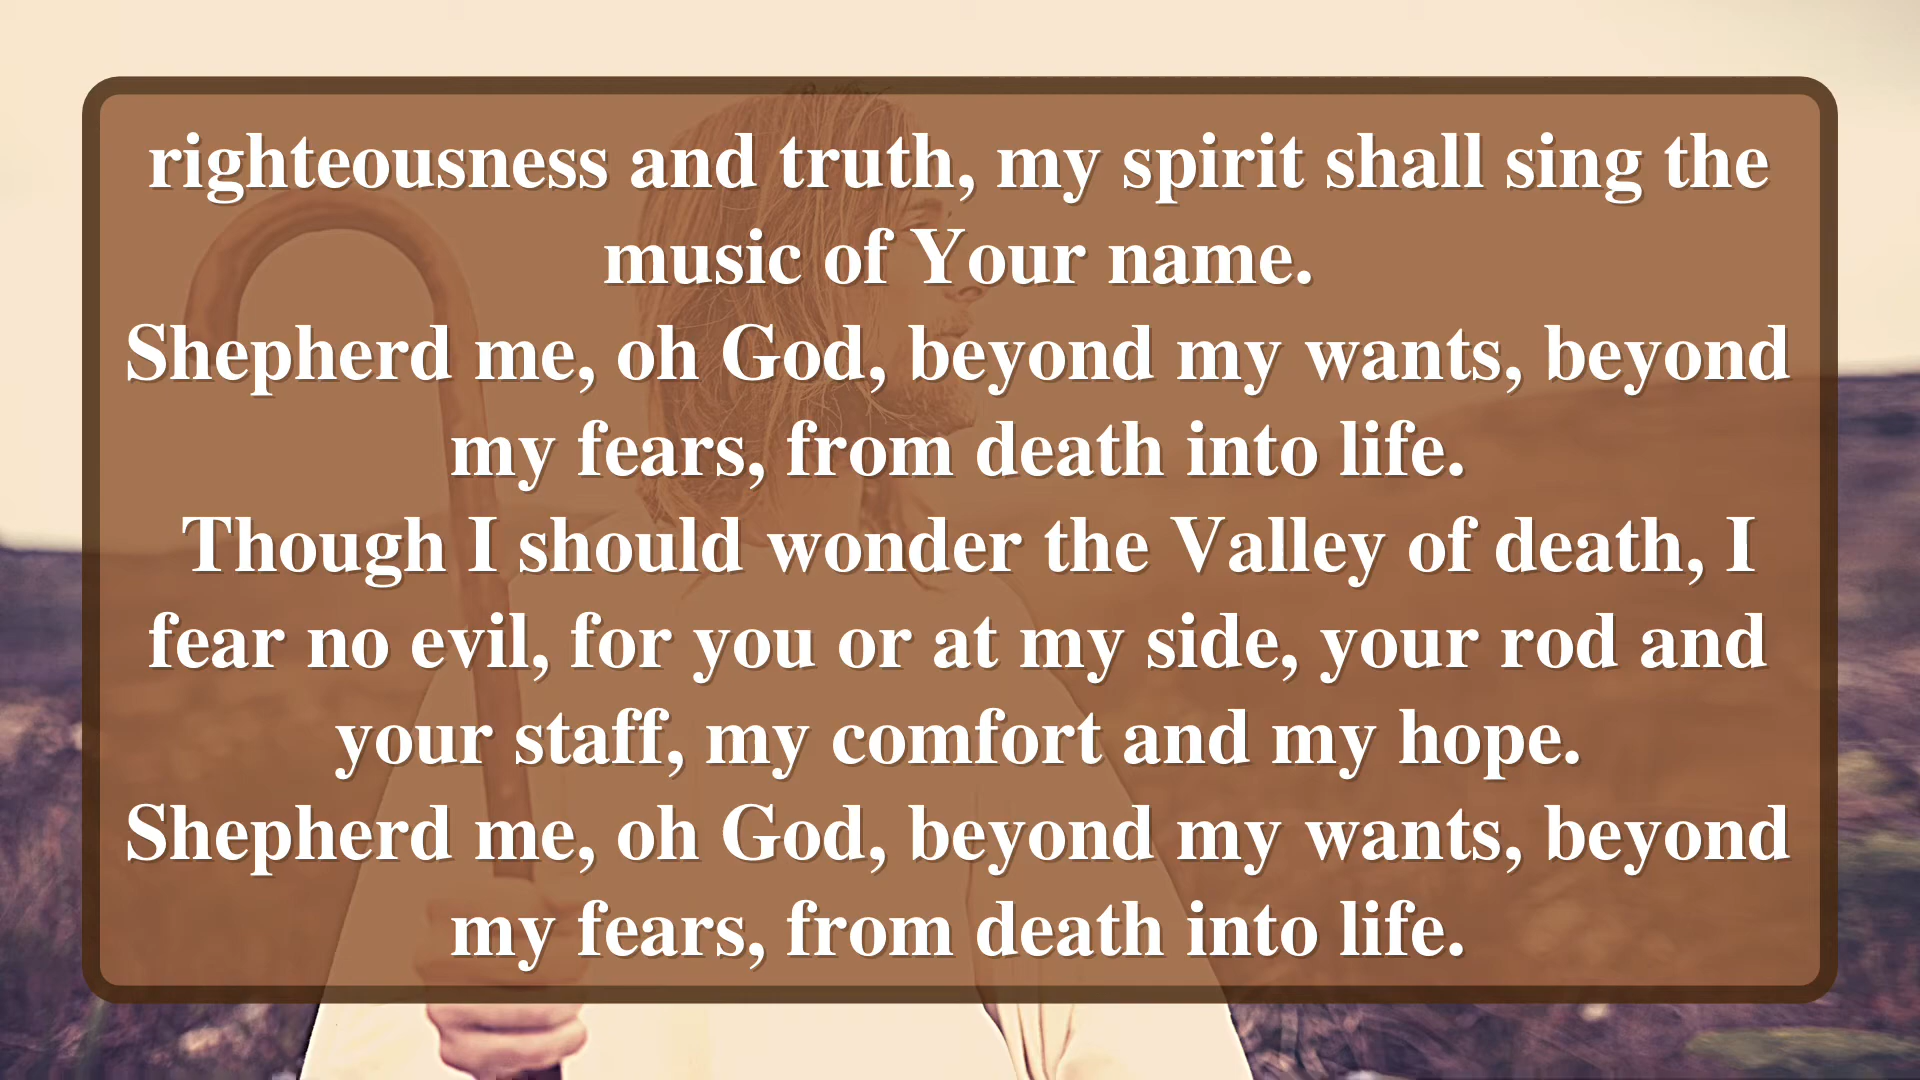 righteousness and truth, my spirit shall sing the
music of Your name.
Shepherd me, oh God, beyond my wants, beyond
my fears, from death into life.
Though I should wonder the Valley of death, I
fear no evil, for you or at my side, your rod and
your staff, my comfort and my hope.
Shepherd me, oh God, beyond my wants, beyond
my fears, from death into life.